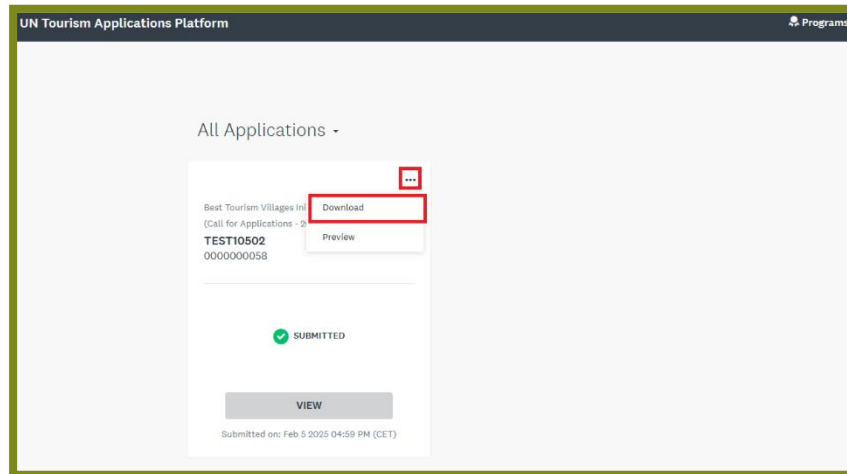 UN Tourism Applications Platform
Programs
All Applications
...
Best Tourism Villages Ini
Download
(Call for Applications - 2
TEST10502
Preview
0000000058
SUBMITTED
VIEW
Submitted on: Feb 5 2025 04:59 PM (CET)